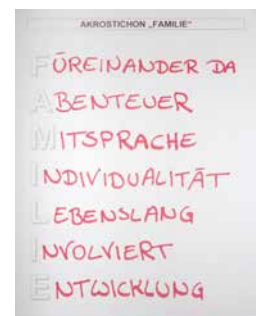 AKROSTICHON „FAMILIE"
FÜREINANDER DA
ABENTEUER
MITSPRACHE
INDIVIDUALITÄT
LEBENSLANG
INVOLVIERT
ENTWICKLUNG